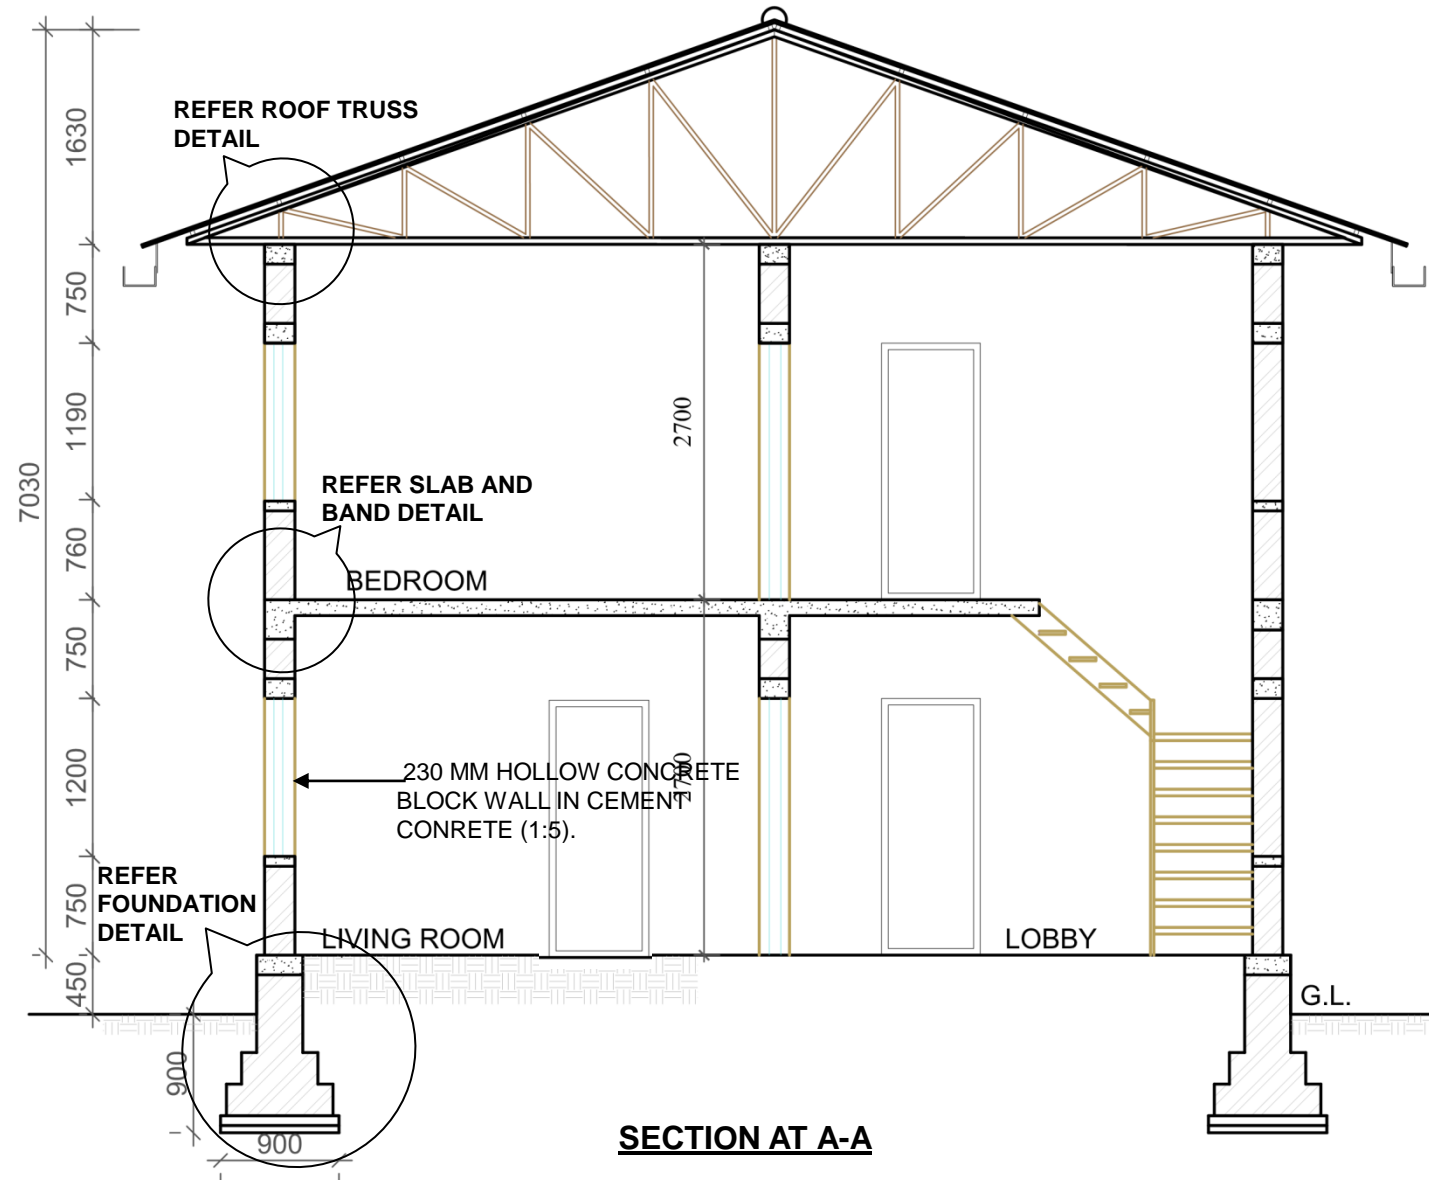 REFER ROOF TRUSS
DETAIL
1630
750
1190
2700
7030
REFER SLAB AND
BAND DETAIL
760
BEDROOM
750
1200
230 MM HOLLOW CONCRETE
BLOCK WALL IN CEMENT
CONRETE (1:5).
2700
REFER
FOUNDATION
DETAIL
750
LIVING ROOM
LOBBY
450
G.L.
900
900
SECTION AT A-A